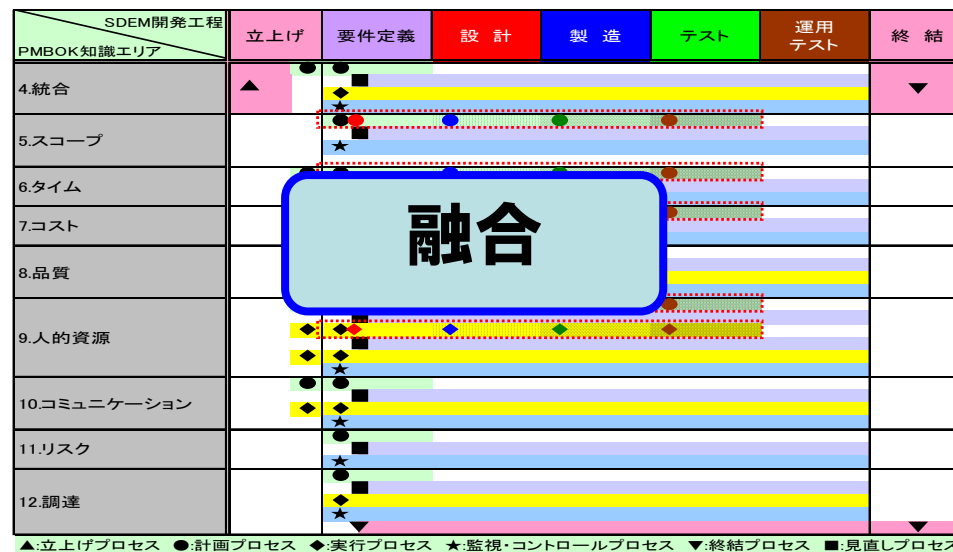 SDEM開発工程
PMBOK知識エリア
立上げ
要件定義
設 計
製 造
テスト
運用
テスト
終 結
4.統合
5.スコープ
6.タイム
7.コスト
8.品質
9.人的資源
10.コミュニケーション
11.リスク
12.調達
融合
▲:立上げプロセス ●:計画プロセス ◆:実行プロセス ★:監視・コントロールプロセス ▼:終結プロセス ■:見直しプロセス